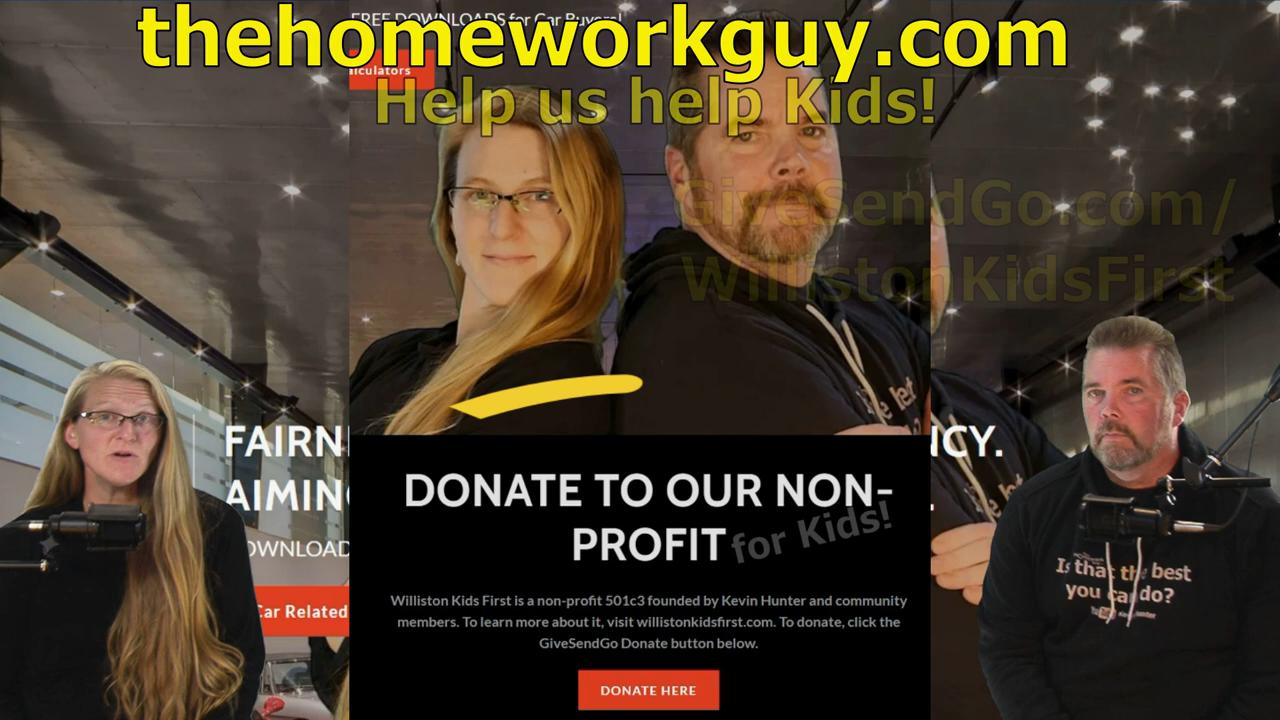 FREE DOWNLOADS for Car Buyers!
thehomeworkguy.com
alculators
Help us help Kids!
GiveSendGo.com/
WillistonKidsFirst
FAIRN
NCY.
AIMING
OWNLOAD
Car Related
DONATE TO OUR NON-
PROFIT
for Kids!
Williston Kids First is a non-profit 501c3 founded by Kevin Hunter and community
members. To learn more about it, visit willistonkidsfirst.com. To donate, click the
GiveSendGo Donate button below.
DONATE HERE
Is that the best
you can do?